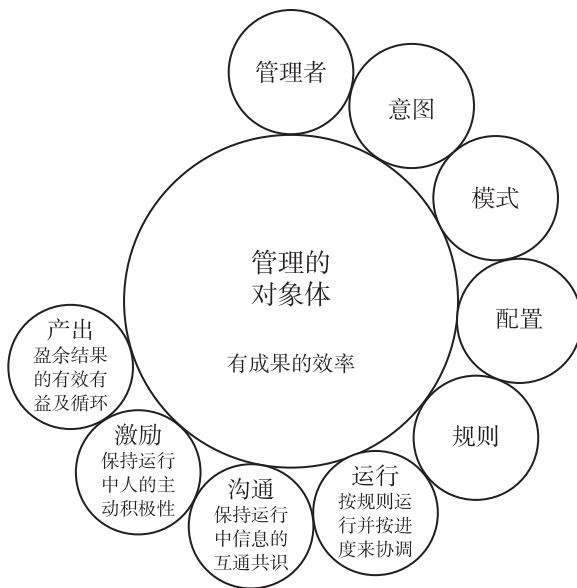 管理者
意图
模式
配置
规则
运行
按规则运
行并按进
度来协调
沟通
保持运行
中信息的
互通共识
激励
保持运行
中人的主
动积极性
产出
盈余结果
的有效有
益及循环
管理的
对象体
有成果的效率